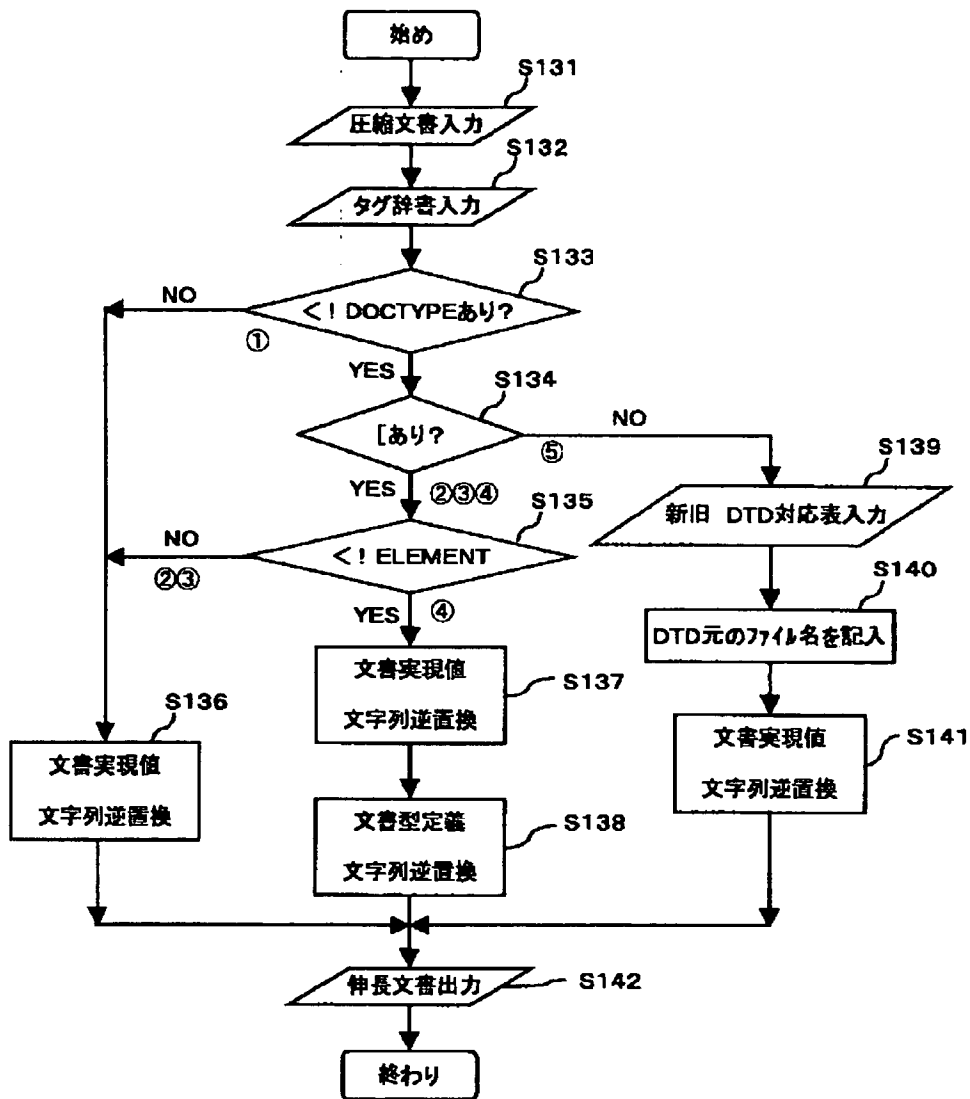 始め
S131
圧縮文書入力
S132
タグ辞書入力
S133
<! DOCTYPEあり?
NO
①
YES
S134
[あり?
NO
⑤
YES
②③④
S135
<! ELEMENT
NO
②③
YES
④
S139
新旧 DTD対応表入力
S140
DTD元のファイル名を記入
S136
文書実現値
文字列逆置換
S137
文書実現値
文字列逆置換
S141
文書実現値
文字列逆置換
S138
文書型定義
文字列逆置換
S142
伸長文書出力
終わり